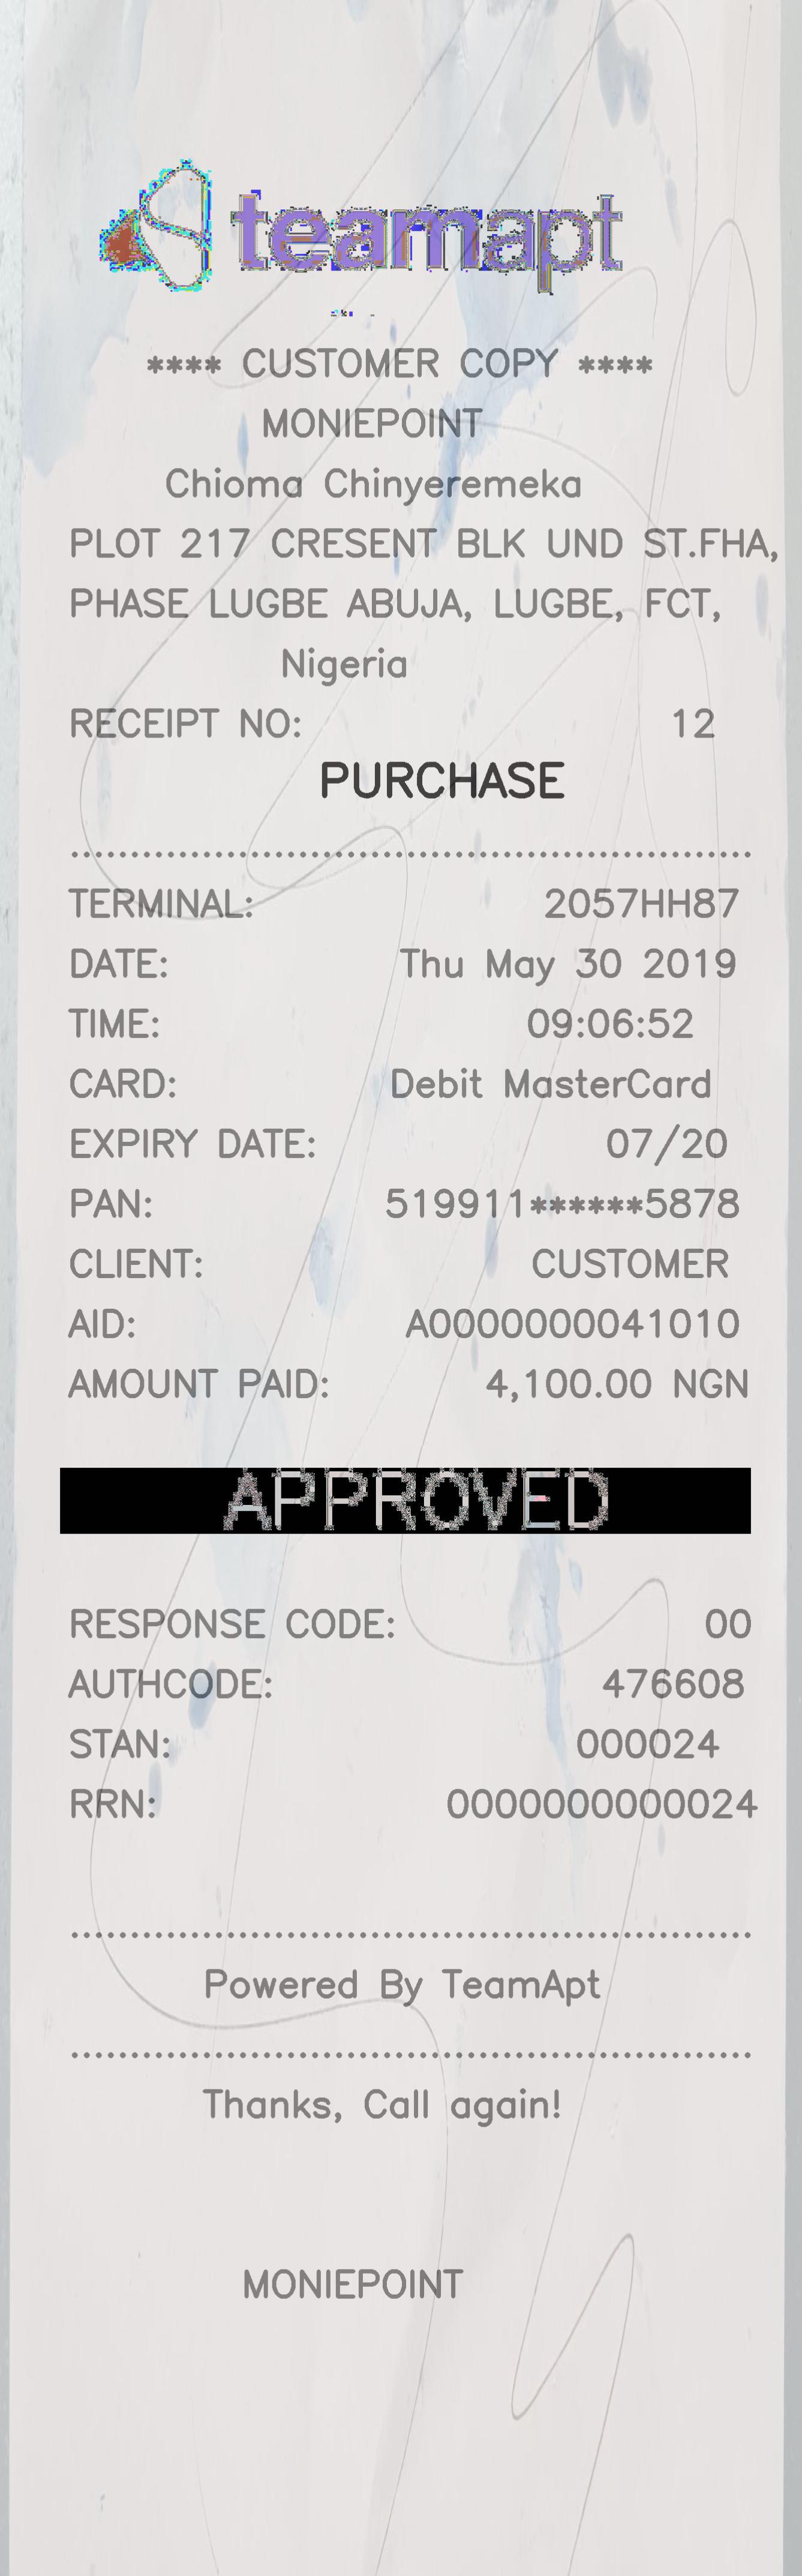 teamapt
**** CUSTOMER COPY ****
MONIEPOINT
Chioma Chinyeremeka
PLOT 217 CRESENT BLK UND ST.FHA,
PHASE LUGBE ABUJA, LUGBE, FCT,
Nigeria
RECEIPT NO: 12
PURCHASE
TERMINAL: 2057HH87
DATE: Thu May 30 2019
TIME: 09:06:52
CARD: Debit MasterCard
EXPIRY DATE: 07/20
PAN: 519911******5878
CLIENT: CUSTOMER
AID: A0000000041010
AMOUNT PAID: 4,100.00 NGN
APPROVED
RESPONSE CODE: 00
AUTHCODE: 476608
STAN: 000024
RRN: 0000000000024
Powered By TeamApt
Thanks, Call again!
MONIEPOINT